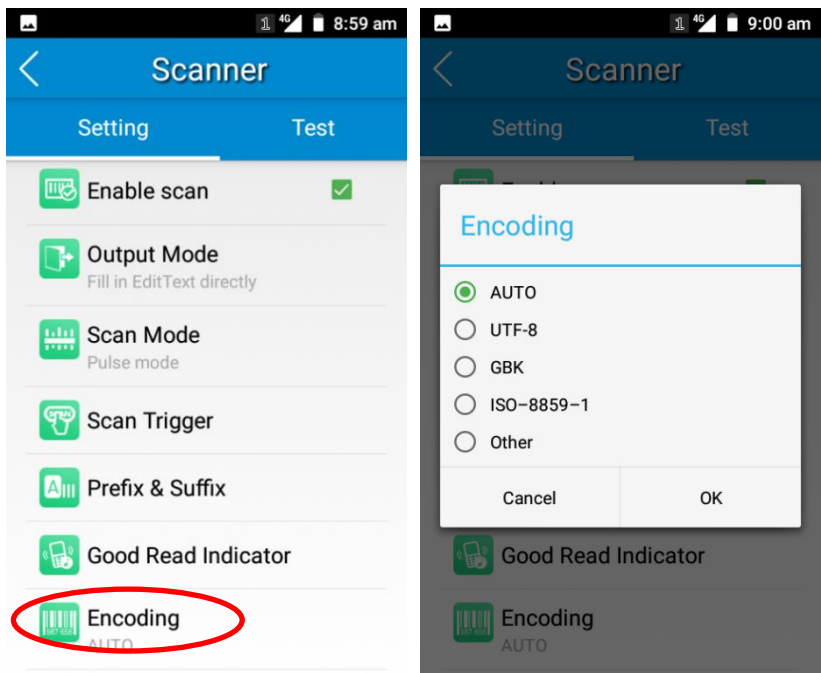 1 4G 8:59 am
Scanner
Setting Test
Enable scan
Output Mode
Fill in EditText directly
Scan Mode
Pulse mode
Scan Trigger
Prefix & Suffix
Good Read Indicator
Encoding
AUTO
1 4G 9:00 am
Scanner
Setting Test
Encoding
AUTO
UTF-8
GBK
ISO-8859-1
Other
Cancel OK
Good Read Indicator
Encoding
AUTO